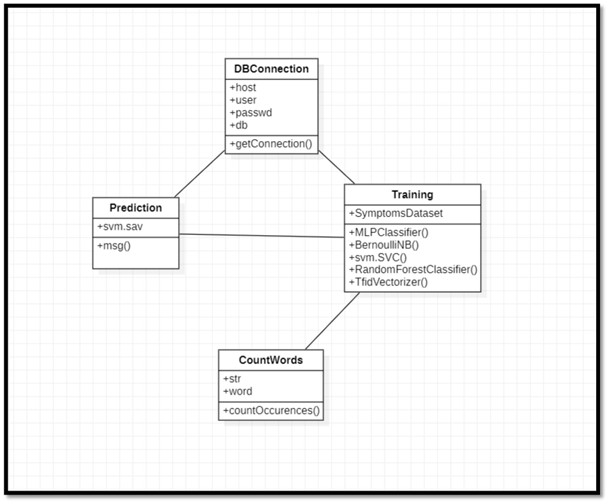 DBConnection
+host
+user
+passwd
+db
+getConnection()
Prediction
+svm.sav
+msg()
Training
+SymptomsDataset
+MLPClassifier()
+BernoulliNB()
+svm.SVC()
+RandomForestClassifier()
+TfidVectorizer()
CountWords
+str
+word
+countOccurences()